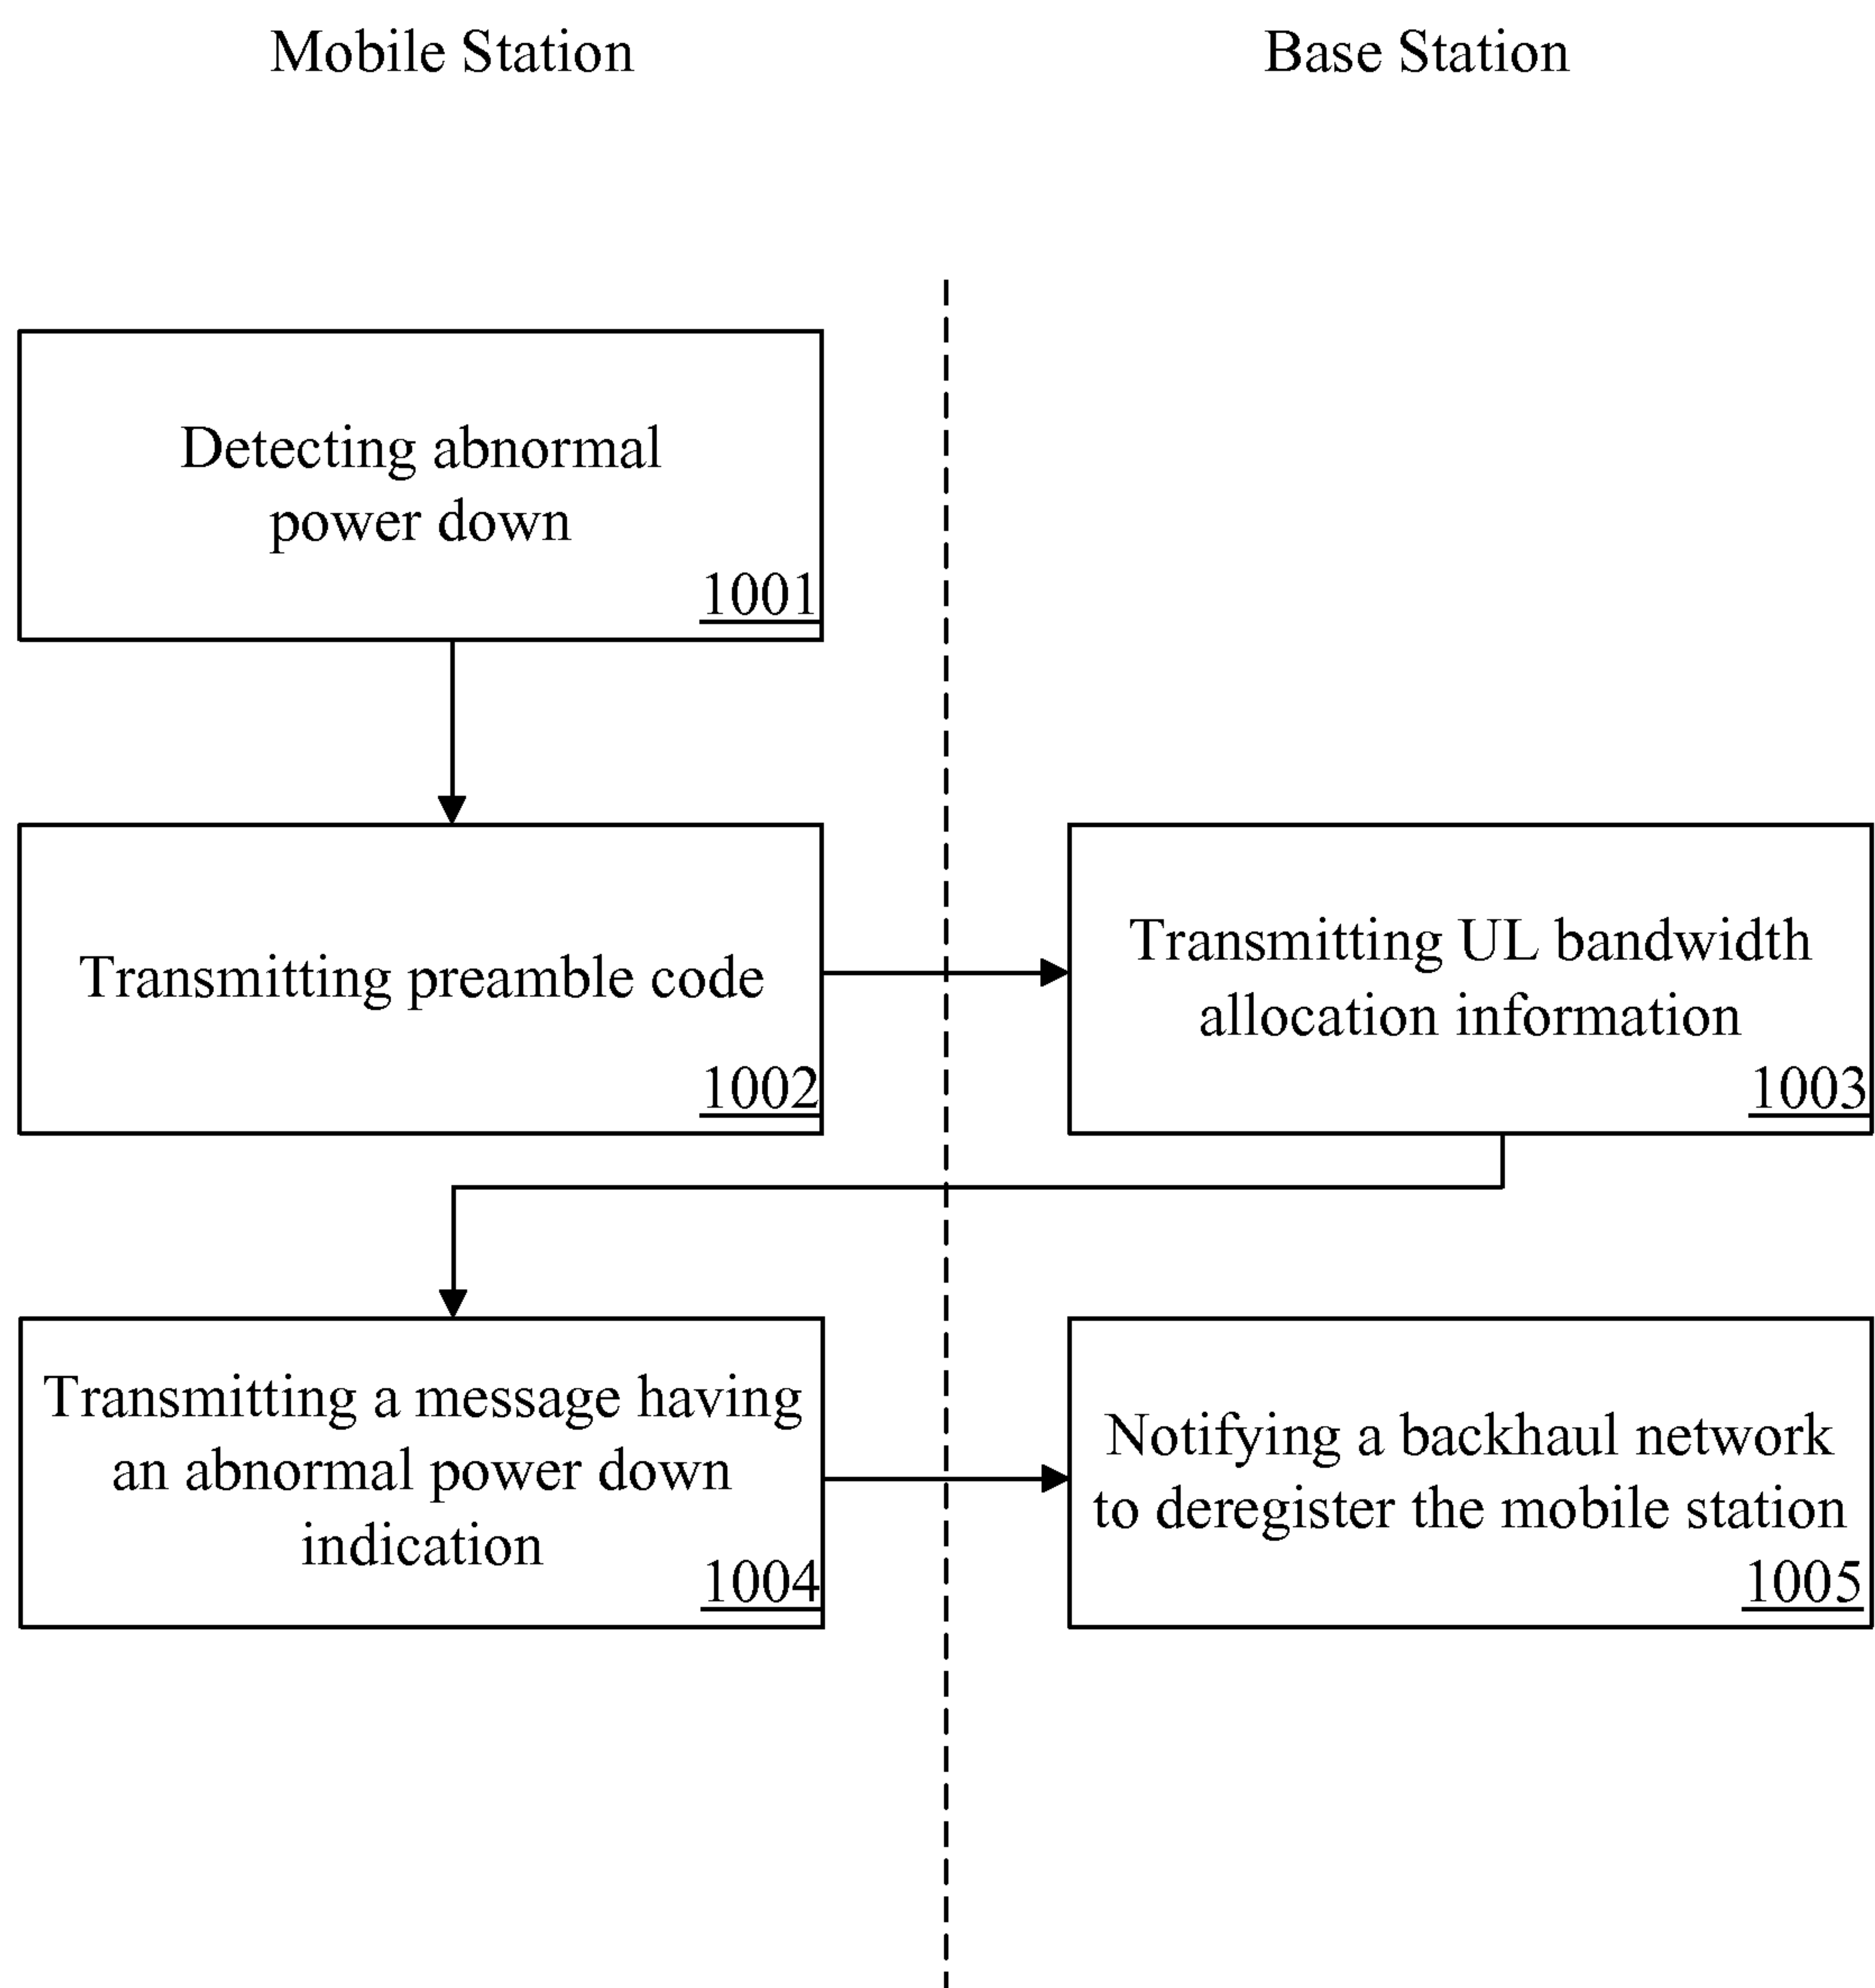 Mobile Station
Base Station
Detecting abnormal
power down
1001
Transmitting preamble code
1002
Transmitting UL bandwidth
allocation information
1003
Transmitting a message having
an abnormal power down
indication
1004
Notifying a backhaul network
to deregister the mobile station
1005